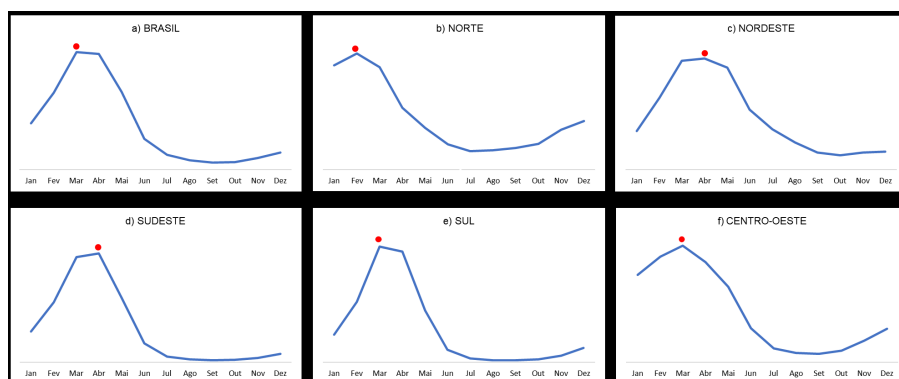 a) BRASIL
Jan Fev Mar Abr Mai Jun Jul Ago Set Out Nov Dez
b) NORTE
Jan Fev Mar Abr Mai Jun Jul Ago Set Out Nov Dez
c) NORDESTE
Jan Fev Mar Abr Mai Jun Jul Ago Set Out Nov Dez
d) SUDESTE
Jan Fev Mar Abr Mai Jun Jul Ago Set Out Nov Dez
e) SUL
Jan Fev Mar Abr Mai Jun Jul Ago Set Out Nov Dez
f) CENTRO-OESTE
Jan Fev Mar Abr Mai Jun Jul Ago Set Out Nov Dez